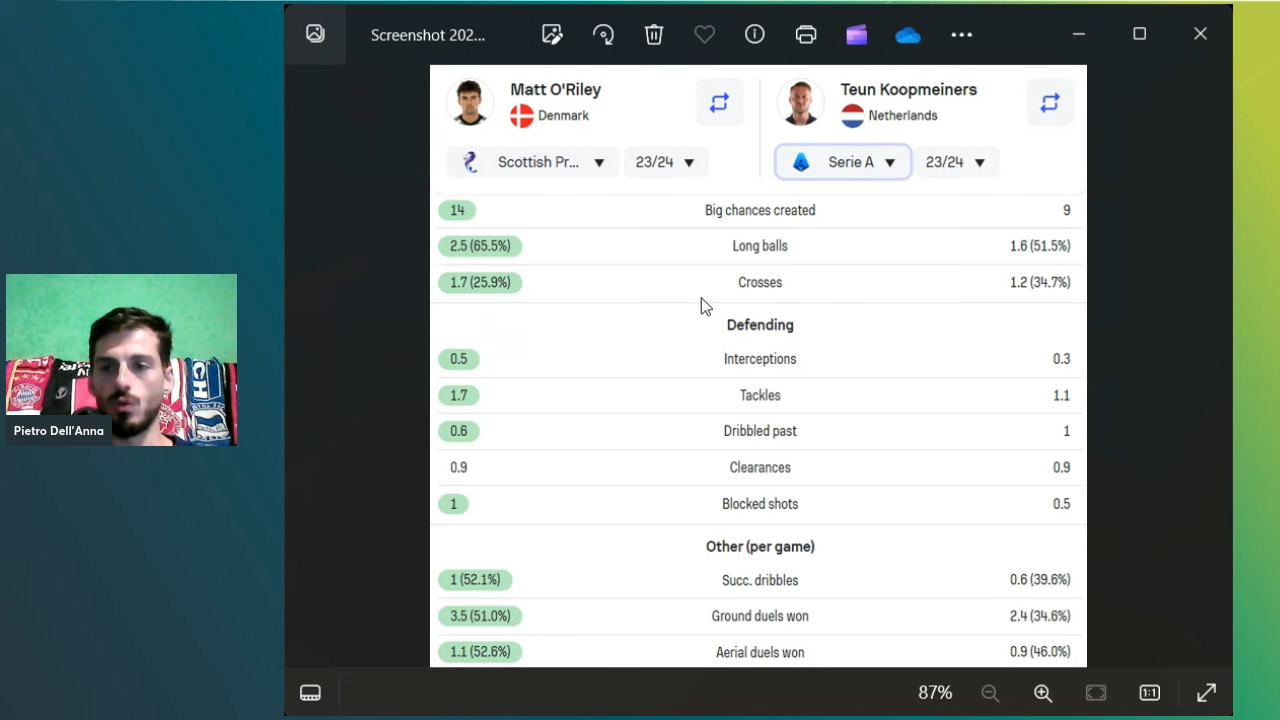 Screenshot 202...
Matt O'Riley
Denmark
Teun Koopmeiners
Netherlands
Scottish Pr... 23/24
Serie A 23/24
14 Big chances created 9
2.5 (65.5%) Long balls 1.6 (51.5%)
1.7 (25.9%) Crosses 1.2 (34.7%)
Defending
0.5 Interceptions 0.3
1.7 Tackles 1.1
0.6 Dribbled past 1
0.9 Clearances 0.9
1 Blocked shots 0.5
Other (per game)
1 (52.1%) Succ. dribbles 0.6 (39.6%)
3.5 (51.0%) Ground duels won 2.4 (34.6%)
1.1 (52.6%) Aerial duels won 0.9 (46.0%)
87%
1:1
Pietro Dell'Anna